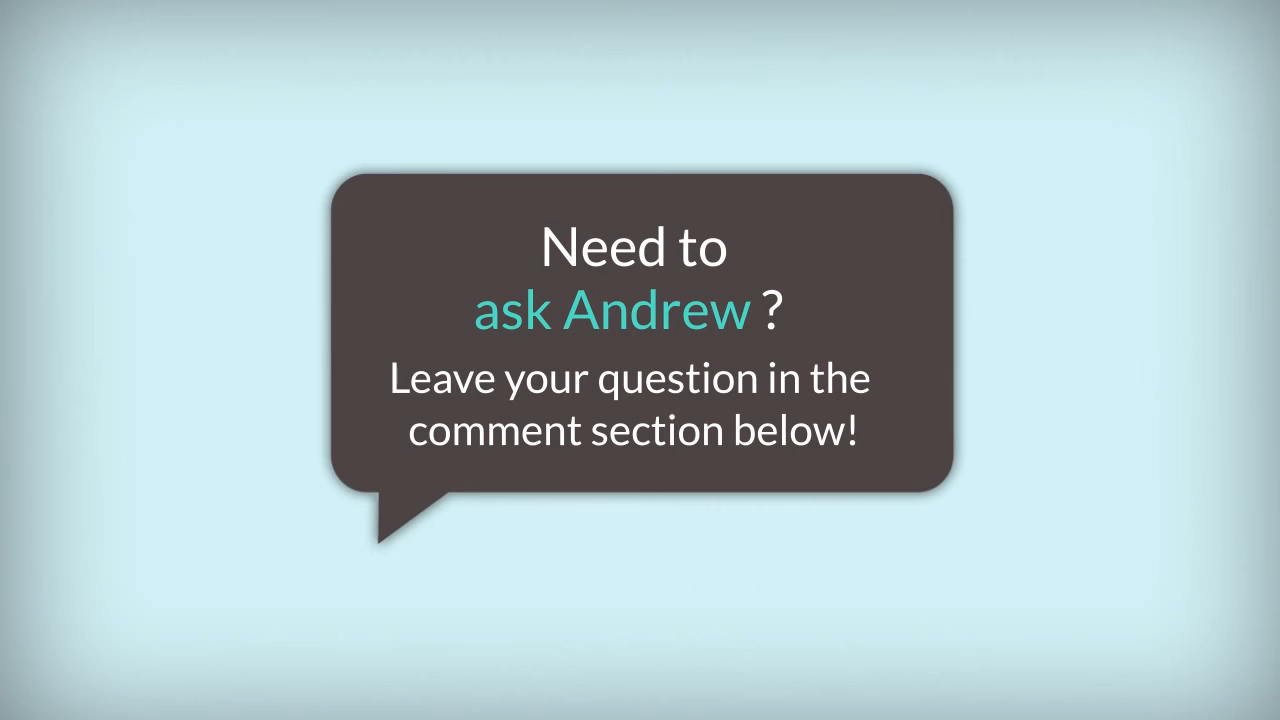 Need to
ask Andrew ?
Leave your question in the
comment section below!